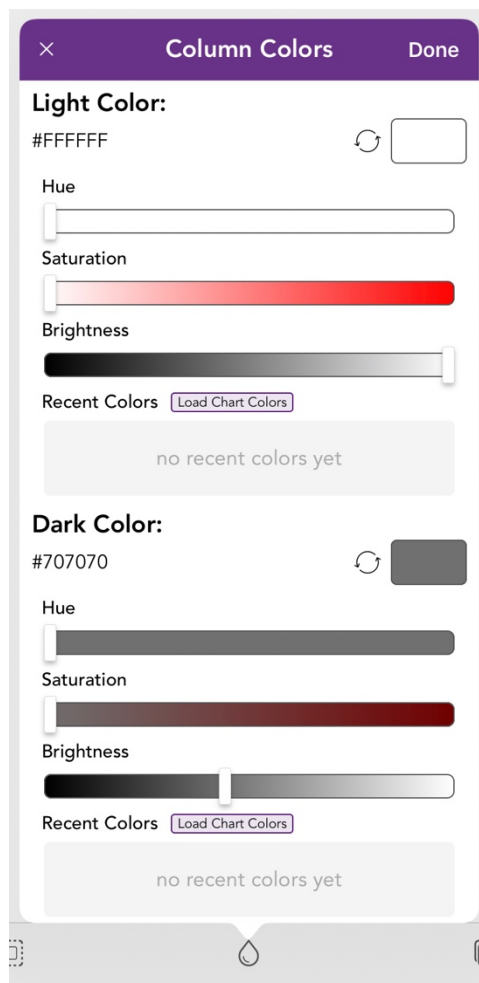 Column Colors
Done
Light Color:
#FFFFFF
Hue
Saturation
Brightness
Recent Colors
Load Chart Colors
no recent colors yet
Dark Color:
#707070
Hue
Saturation
Brightness
Recent Colors
Load Chart Colors
no recent colors yet